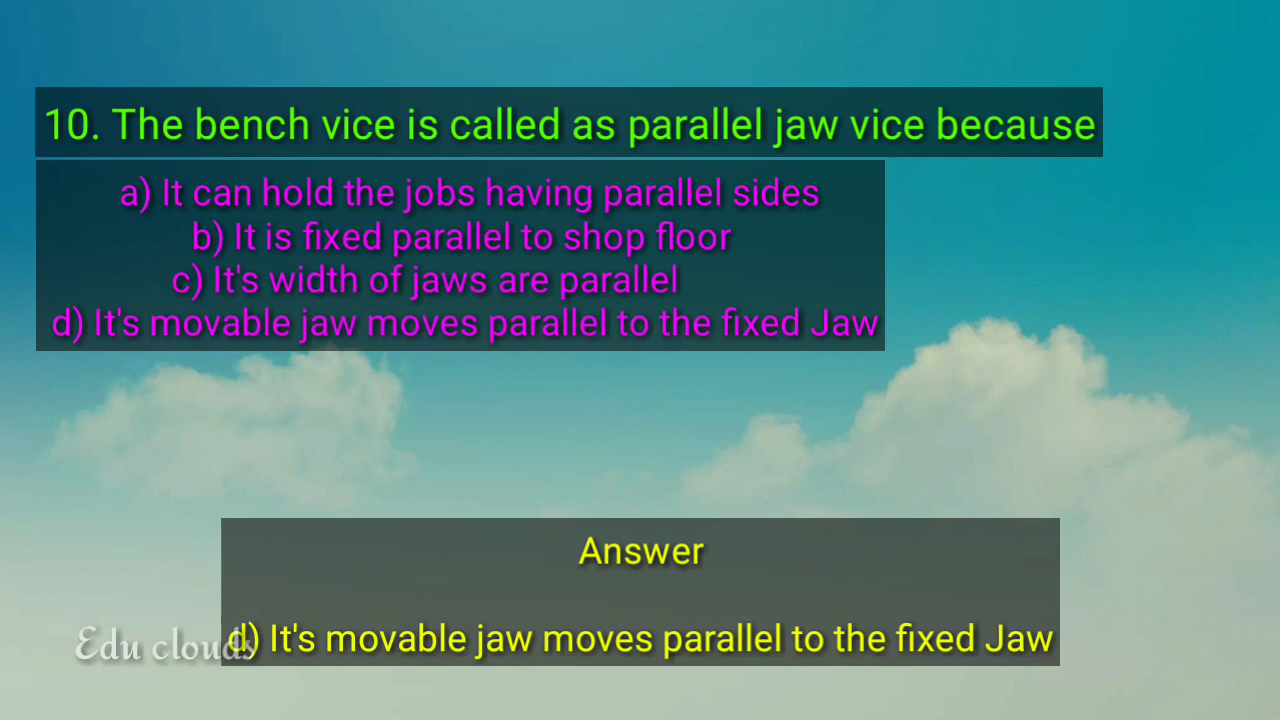 10. The bench vice is called as parallel jaw vice because
a) It can hold the jobs having parallel sides
b) It is fixed parallel to shop floor
c) It's width of jaws are parallel
d) It's movable jaw moves parallel to the fixed Jaw
Answer
d) It's movable jaw moves parallel to the fixed Jaw
Edu clouds